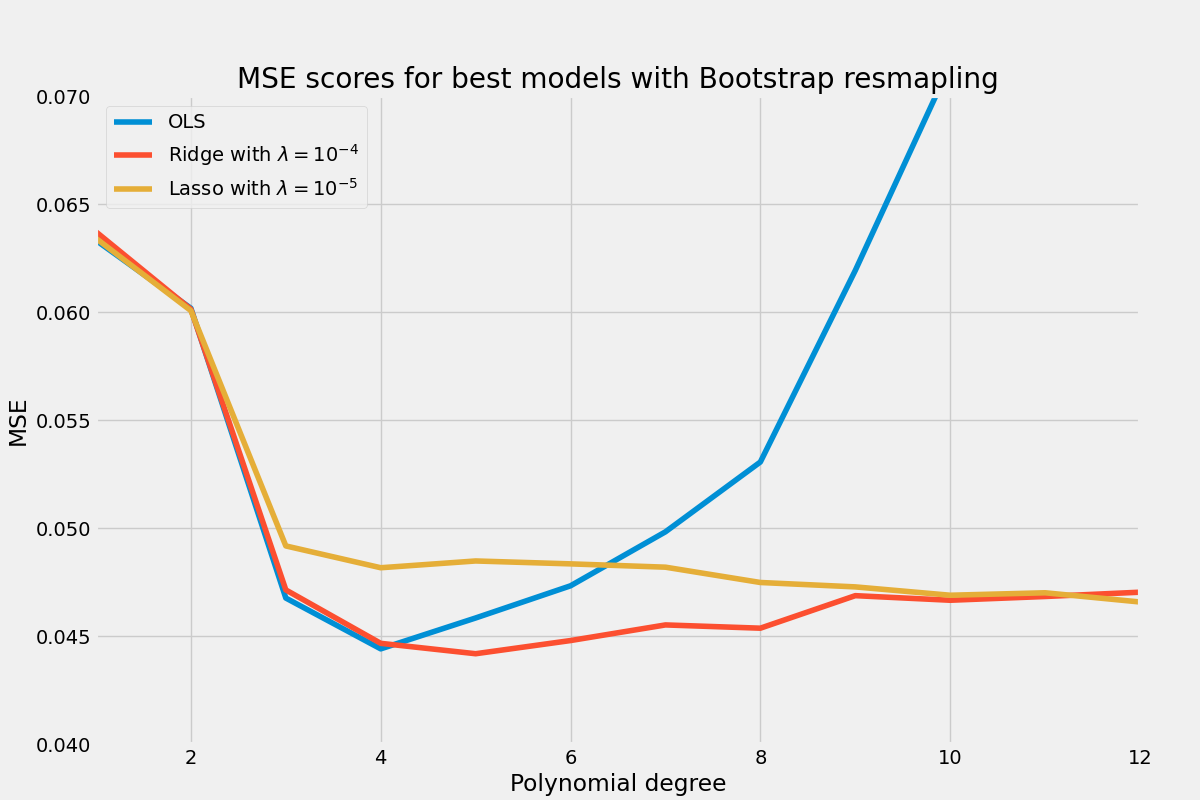 MSE scores for best models with Bootstrap resmapling
0.070
OLS
Ridge with λ = 10⁻⁴
Lasso with λ = 10⁻⁵
0.065
0.060
0.055
MSE
0.050
0.045
0.040
2 4 6 8 10 12
Polynomial degree